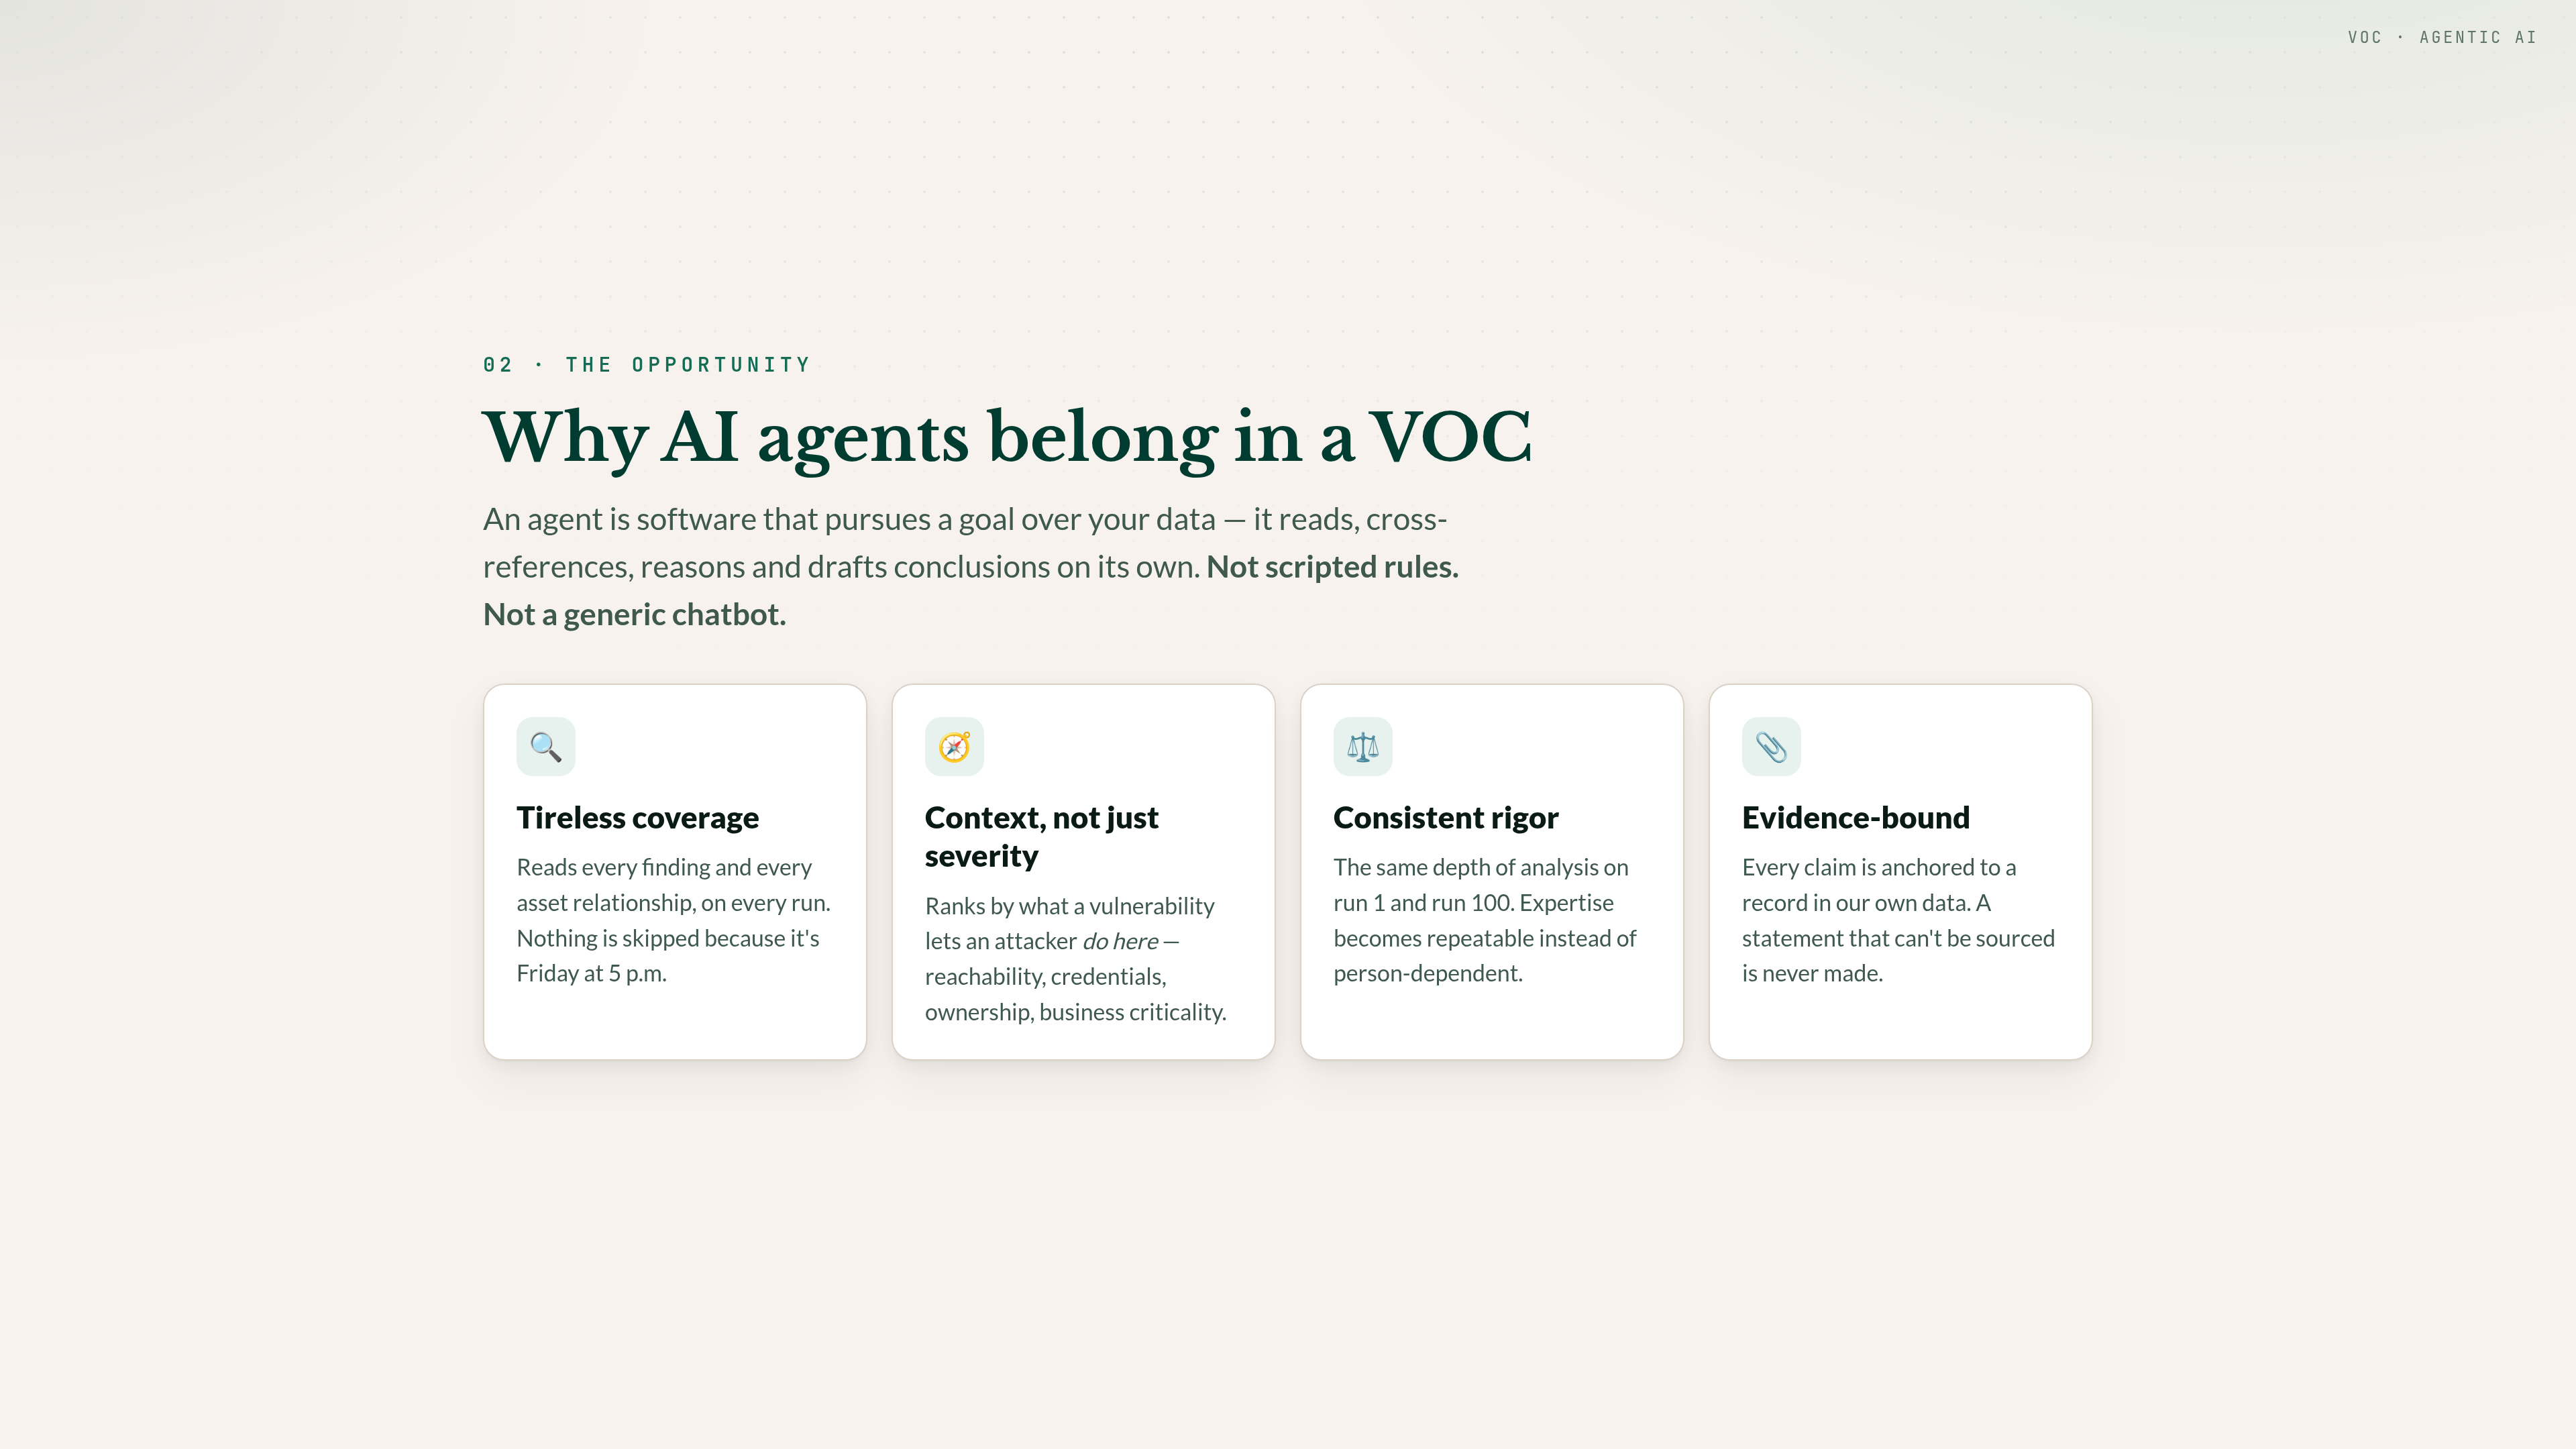 VOC · AGENTIC AI
02 · THE OPPORTUNITY
Why AI agents belong in a VOC
An agent is software that pursues a goal over your data — it reads, cross-
references, reasons and drafts conclusions on its own. Not scripted rules.
Not a generic chatbot.
Tireless coverage
Reads every finding and every
asset relationship, on every run.
Nothing is skipped because it's
Friday at 5 p.m.
Context, not just
severity
Ranks by what a vulnerability
lets an attacker do here —
reachability, credentials,
ownership, business criticality.
Consistent rigor
The same depth of analysis on
run 1 and run 100. Expertise
becomes repeatable instead of
person-dependent.
Evidence-bound
Every claim is anchored to a
record in our own data. A
statement that can't be sourced
is never made.